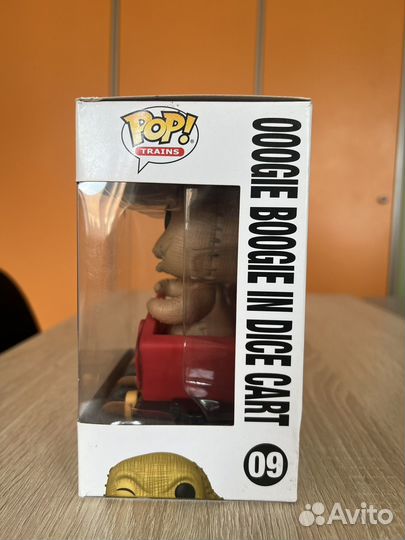 POP!
TRAINS
OOOGIE BOOGIE IN DICE CART
09
Avito